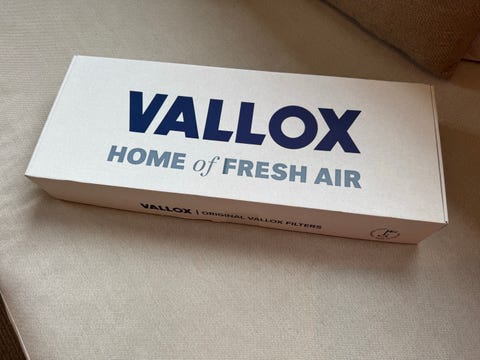 VALLOX
HOME of FRESH AIR
VALLOX | ORIGINAL VALLOX FILTERS